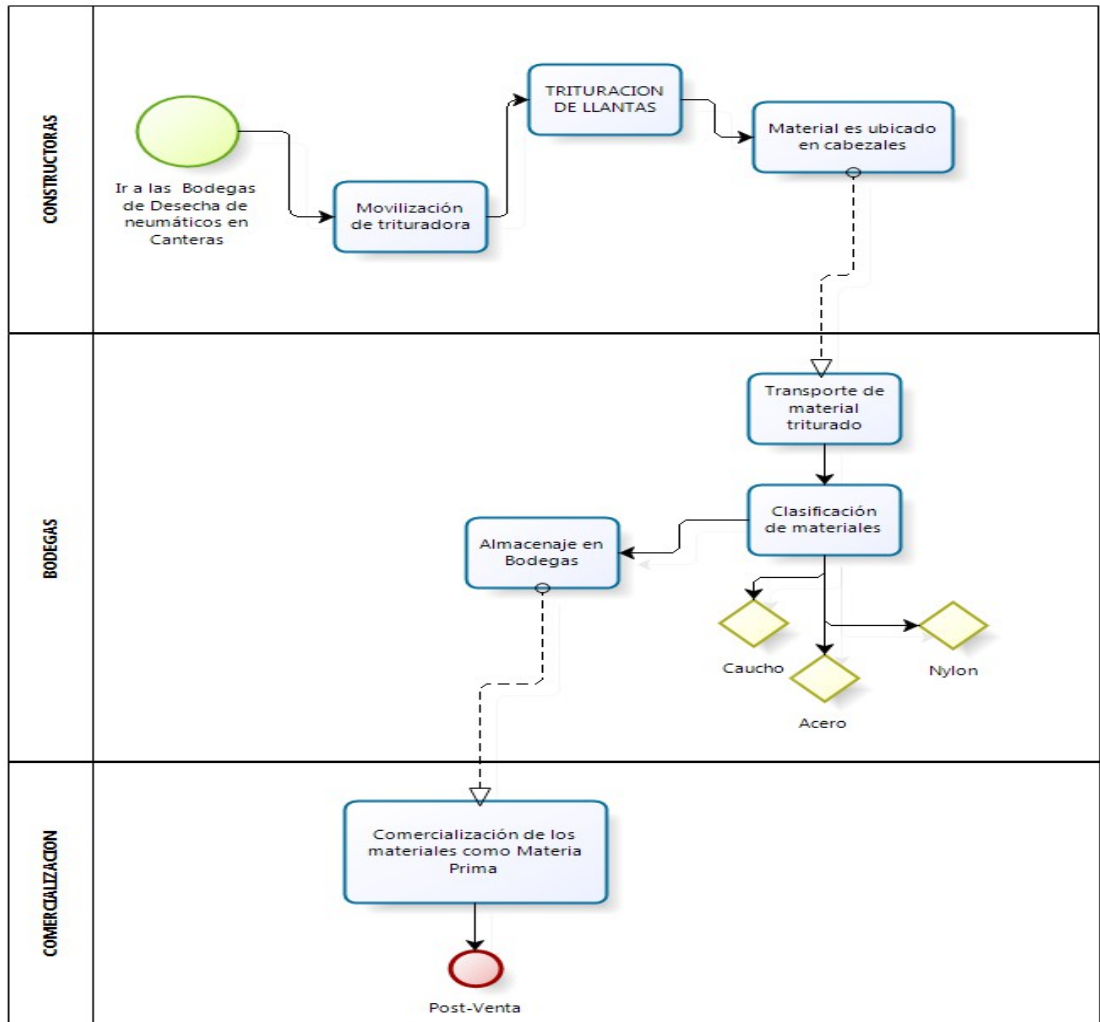 CONSTRUCTORAS
Ir a las Bodegas
de Desecha de
neumáticos en
Canteras
Movilización
de trituradora
TRITURACION
DE LLANTAS
Material es ubicado
en cabezales
BODEGAS
Transporte de
material
triturado
Clasificación
de materiales
Almacenaje en
Bodegas
Caucho
Acero
Nylon
COMERCIALIZACION
Comercialización de los
materiales como Materia
Prima
Post-Venta